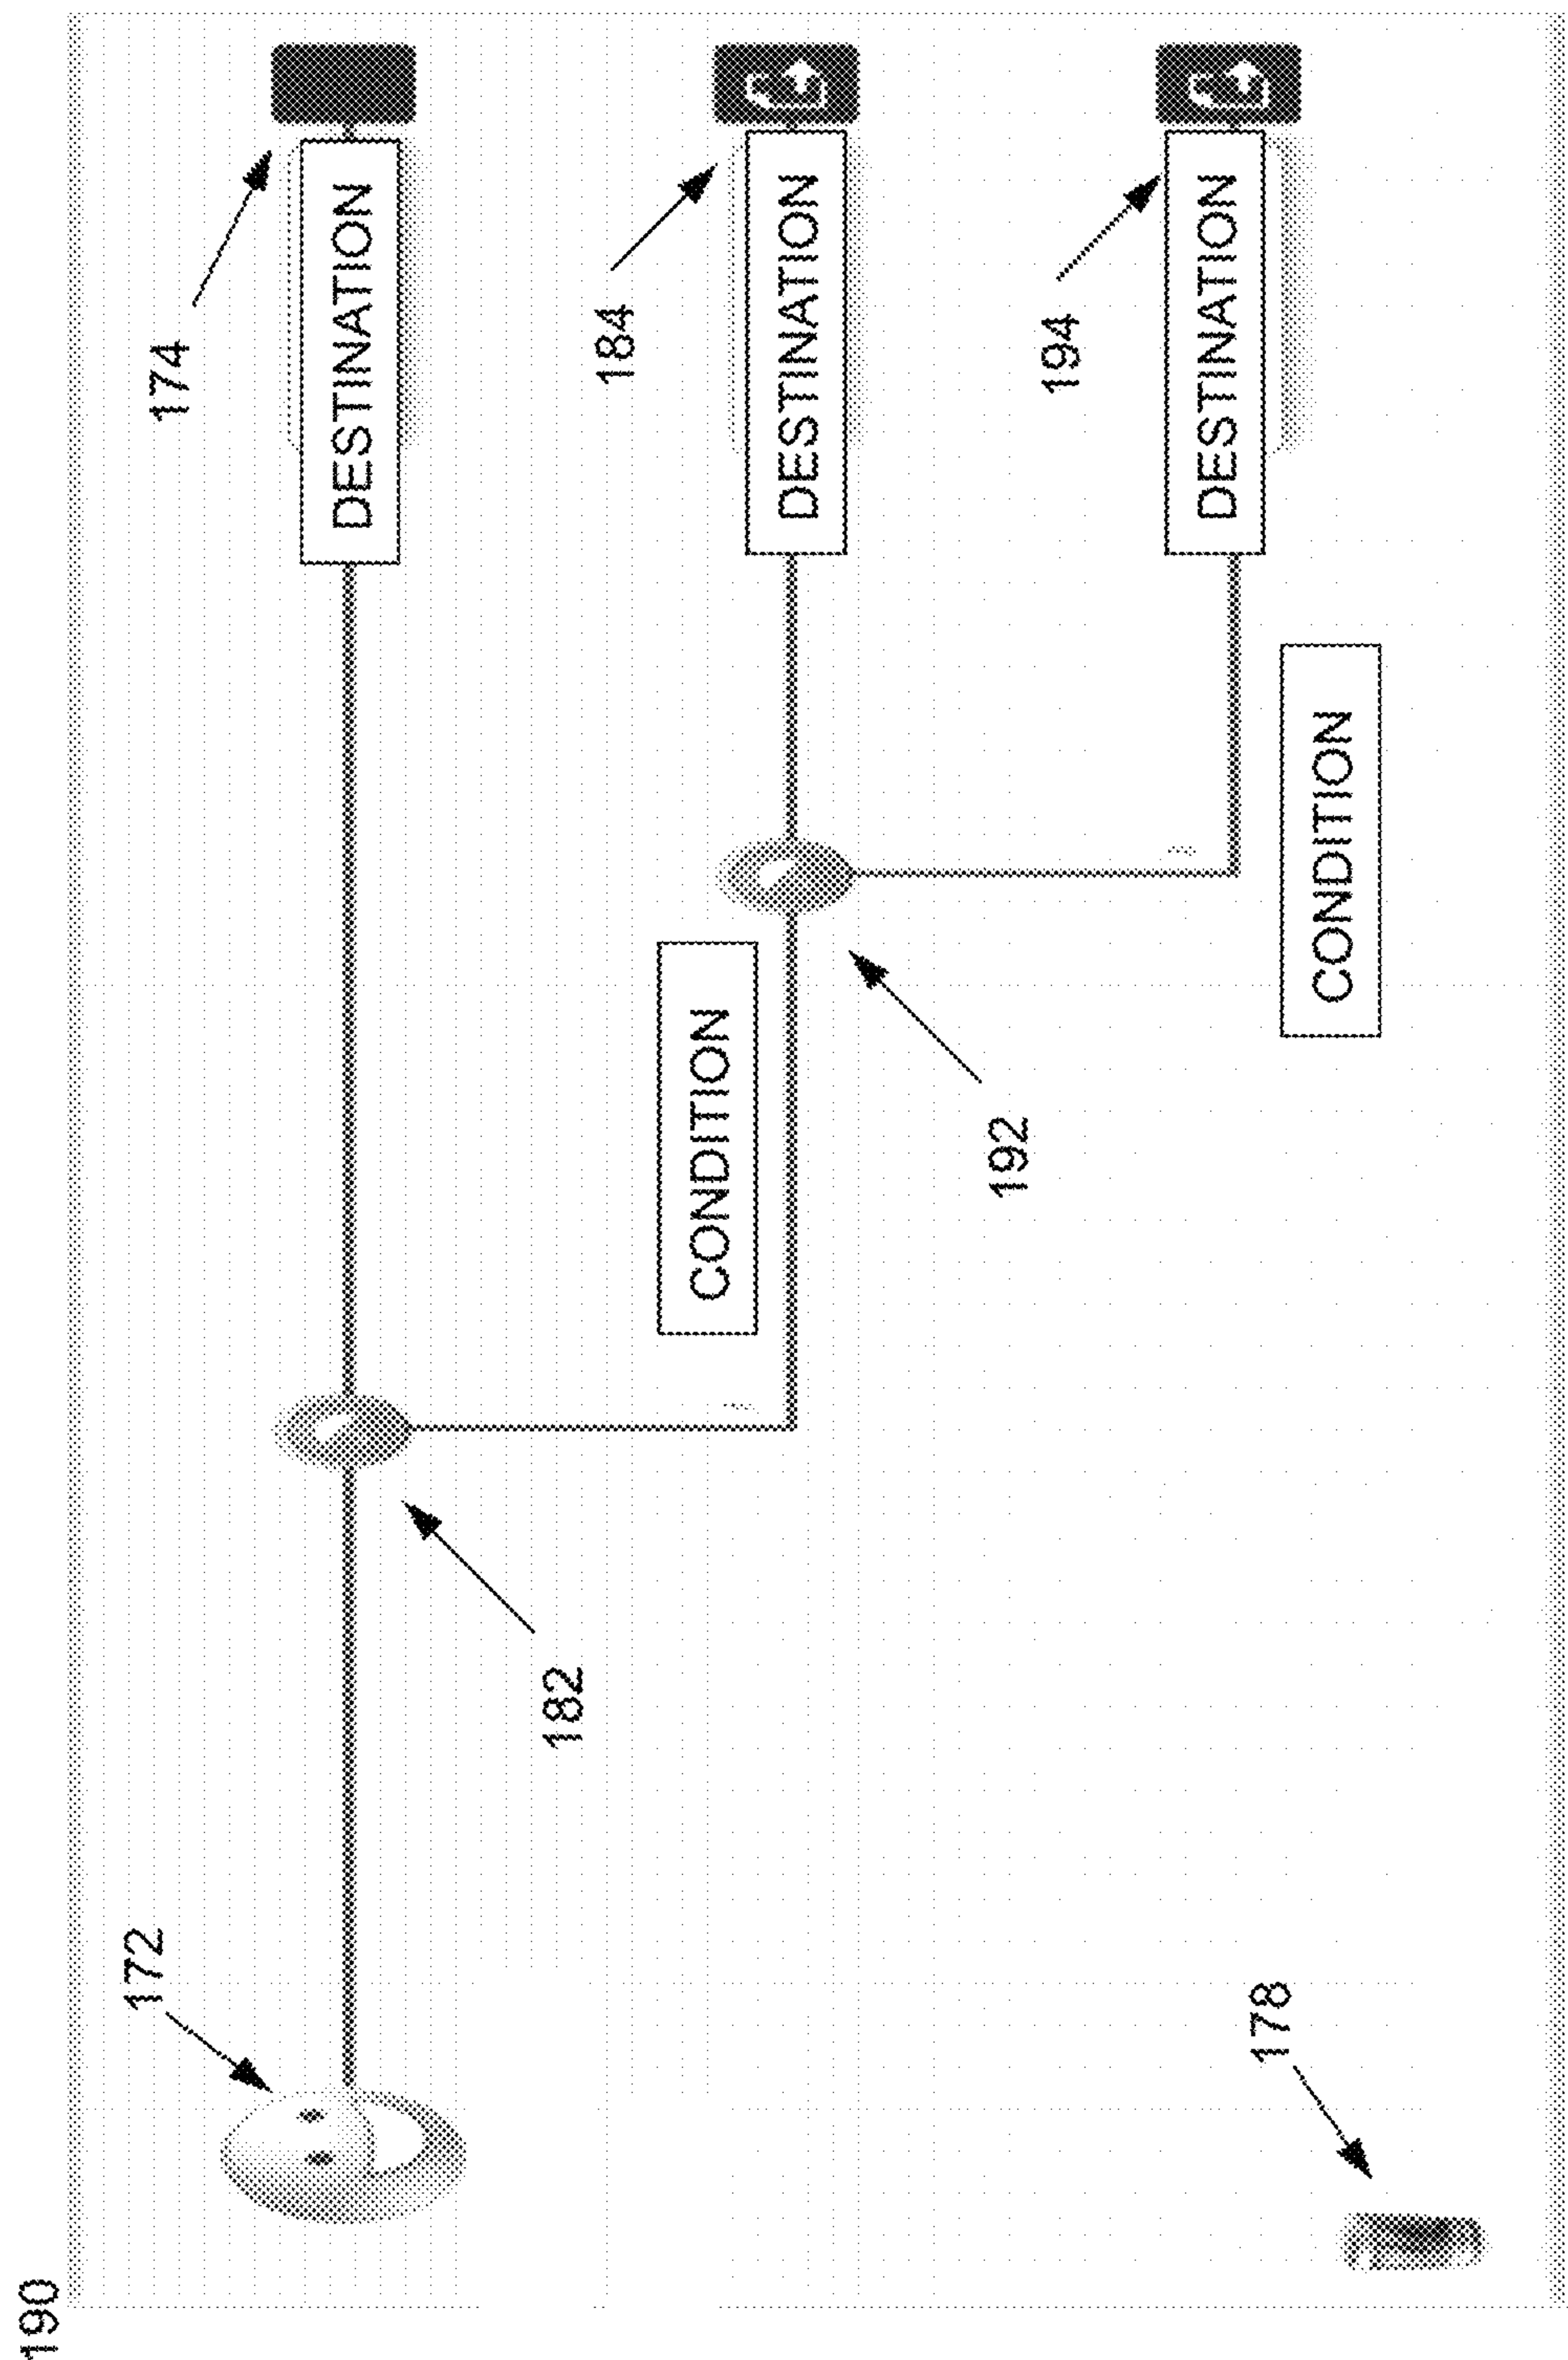 190
172
174
DESTINATION
182
184
CONDITION
DESTINATION
192
194
DESTINATION
178
CONDITION